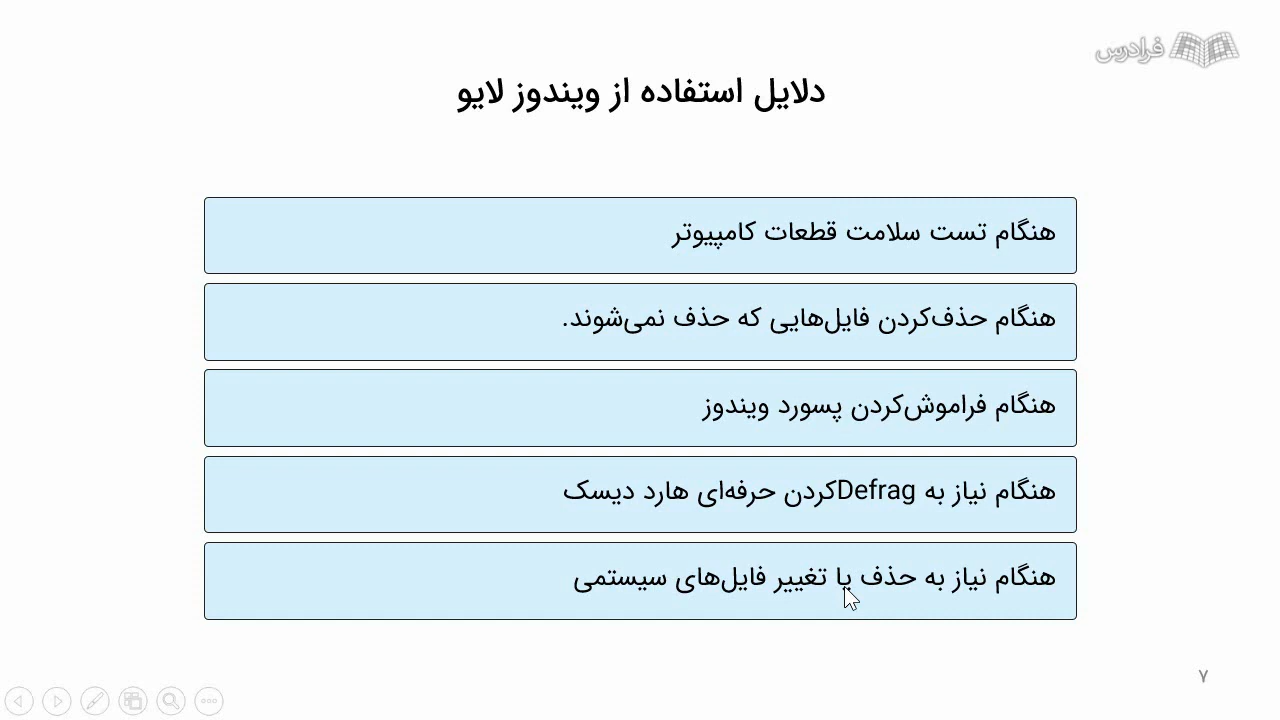 فرادرس
دلایل استفاده از ویندوز لایو
هنگام تست سلامت قطعات کامپیوتر
هنگام حذف‌کردن فایل‌هایی که حذف نمی‌شوند.
هنگام فراموش‌کردن پسورد ویندوز
هنگام نیاز به Defragکردن حرفه‌ای هارد دیسک
هنگام نیاز به حذف یا تغییر فایل‌های سیستمی
۷